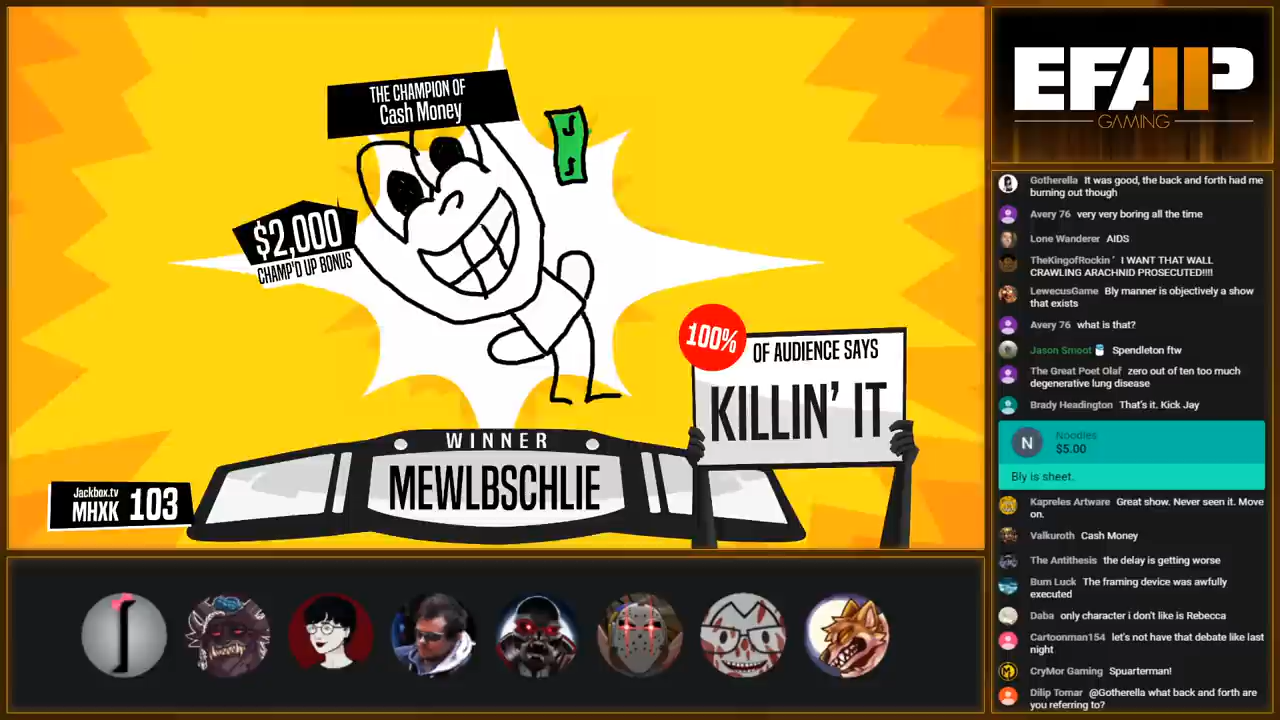 THE CHAMPION OF
Cash Money
$2,000
CHAMP'D UP BONUS
100%
OF AUDIENCE SAYS
KILLIN' IT
WINNER
MEWLBSCHLIE
Jackbox.tv
MHXK
103
EFAP
GAMING
Gotherella It was good, the back and forth had me
burning out though
Avery 76 very very boring all the time
Lone Wanderer AIDS
TheKingofRockin ' I WANT THAT WALL
CRAWLING ARACHNID PROSECUTED!!!!
LewecusGame Bly manner is objectively a show
that exists
Avery 76 what is that?
Jason Smoot Spendleton ftw
The Great Poet Olaf zero out of ten too much
degenerative lung disease
Brady Headington That's it. Kick Jay
N
Noodles
$5.00
Bly is sheet.
Kapreles Artware Great show. Never seen it. Move
on.
Valkuroth Cash Money
The Antithesis the delay is getting worse
Bum Luck The framing device was awfully
executed
Daba only character i don't like is Rebecca
Cartoonman154 let's not have that debate like last
night
CryMor Gaming Spuarterman!
Dilip Tomar @Gotherella what back and forth are
you referring to?